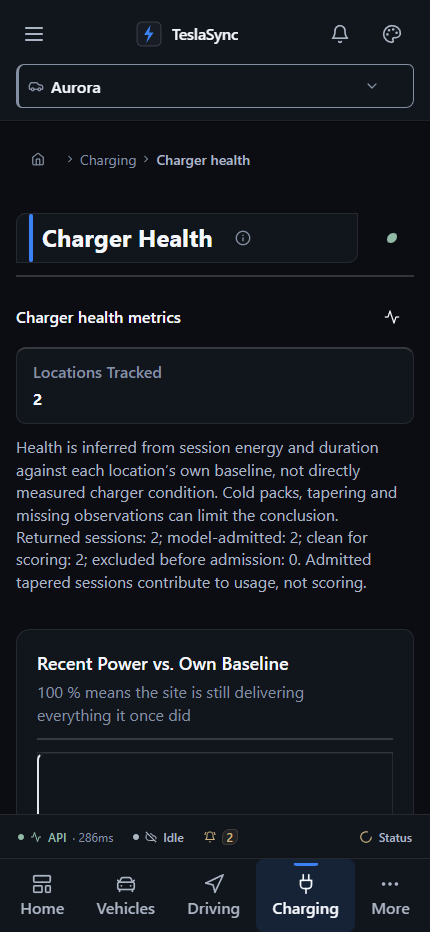 TeslaSync
Aurora
Charging
Charger health
Charger Health
Charger health metrics
Locations Tracked
2
Health is inferred from session energy and duration
against each location's own baseline, not directly
measured charger condition. Cold packs, tapering and
missing observations can limit the conclusion.
Returned sessions: 2; model-admitted: 2; clean for
scoring: 2; excluded before admission: 0. Admitted
tapered sessions contribute to usage, not scoring.
Recent Power vs. Own Baseline
100 % means the site is still delivering
everything it once did
API · 286ms
Idle
2
Status
Home
Vehicles
Driving
Charging
More